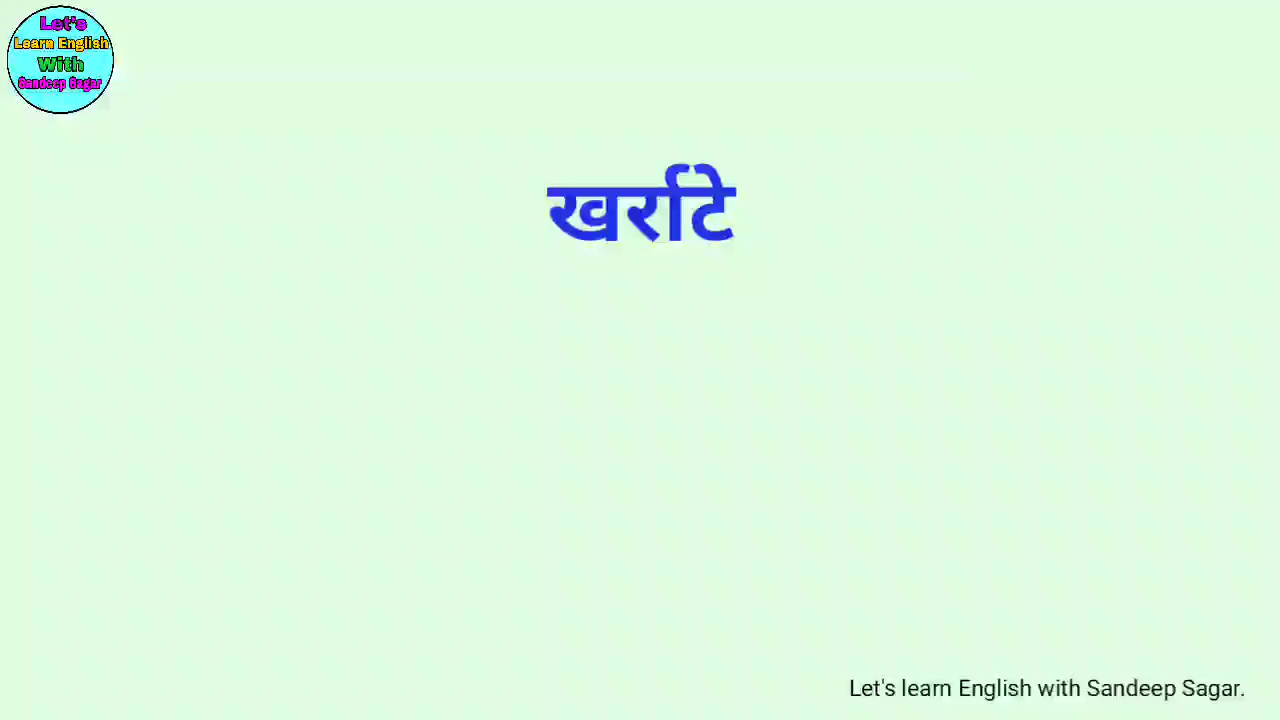 Let's
Learn English
With
Sandeep Sagar
खर्राटे
Let's learn English with Sandeep Sagar.